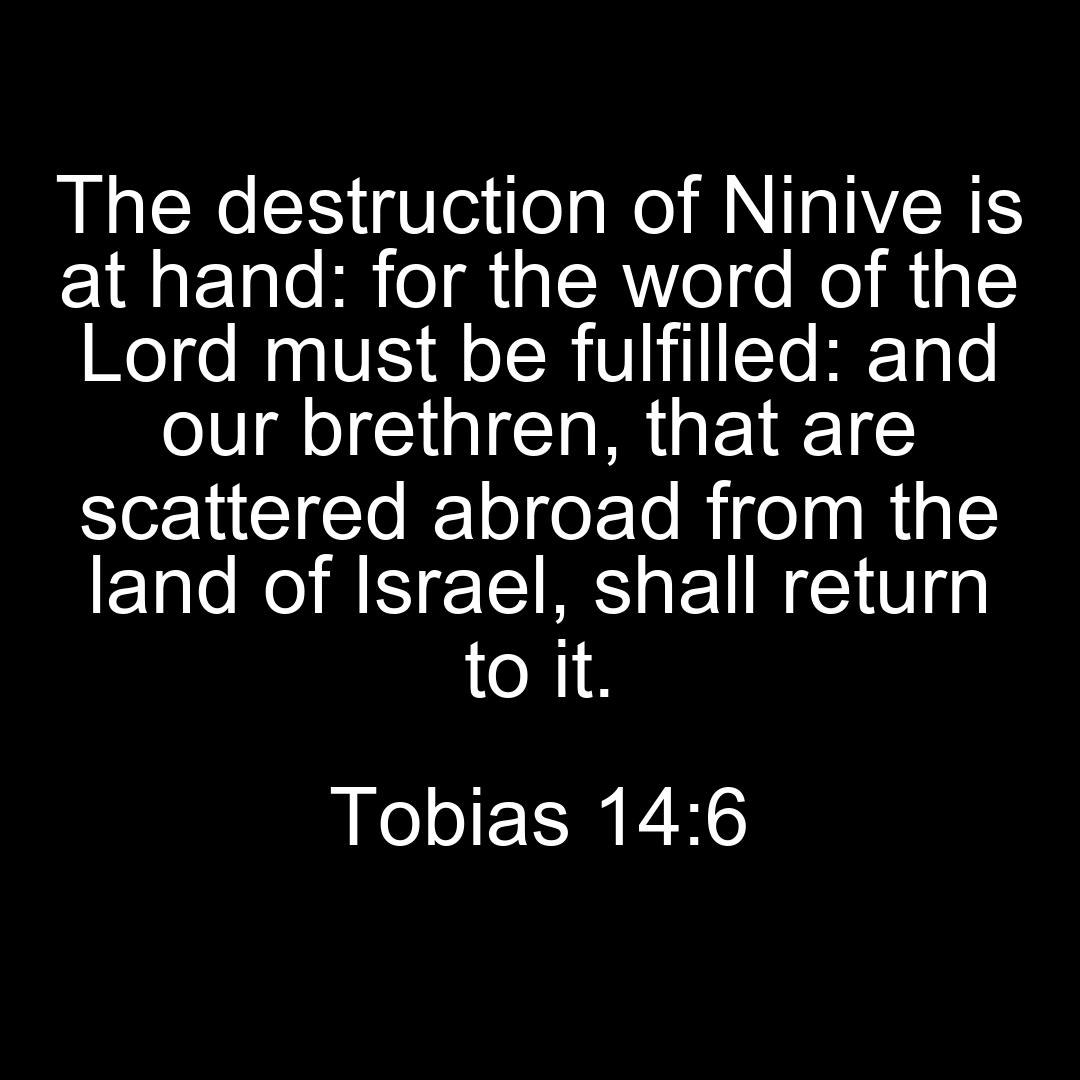 The destruction of Ninive is
at hand: for the word of the
Lord must be fulfilled: and
our brethren, that are
scattered abroad from the
land of Israel, shall return
to it.
Tobias 14:6